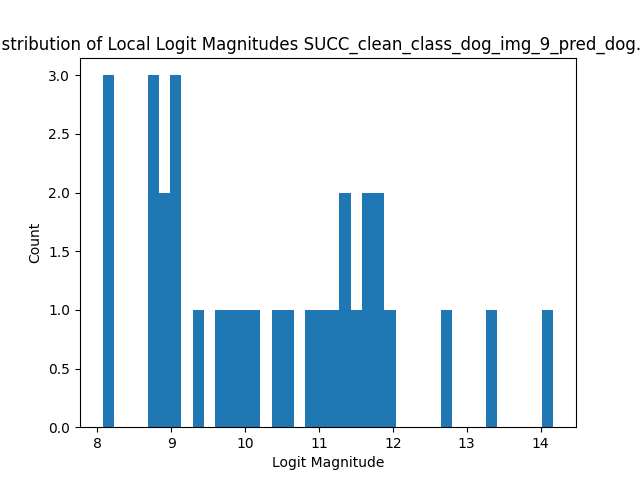 stribution of Local Logit Magnitudes SUCC_clean_class_dog_img_9_pred_dog.
3.0
2.5
2.0
1.5
1.0
0.5
0.0
Count
8 9 10 11 12 13 14
Logit Magnitude